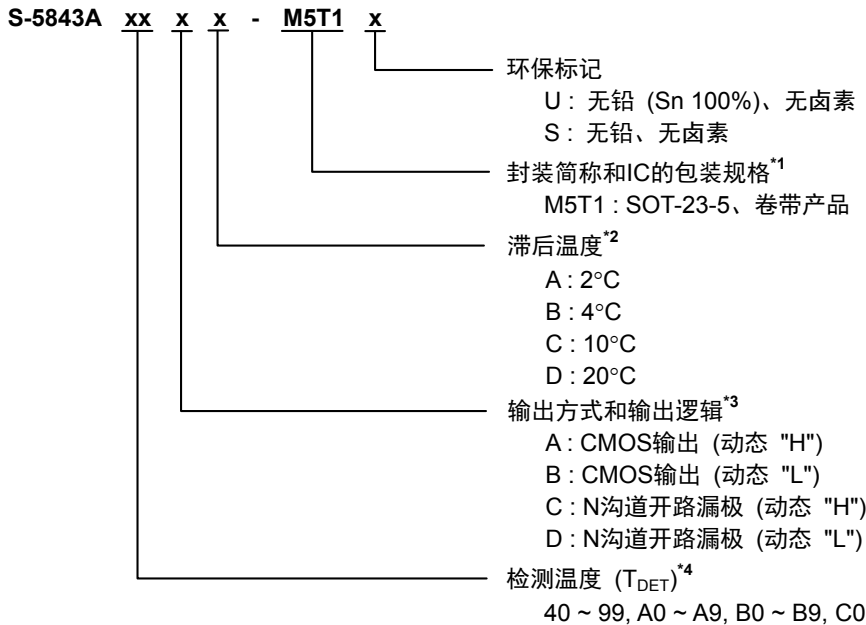 S-5843A xx x x - M5T1 x
环保标记
U : 无铅 (Sn 100%)、无卤素
S : 无铅、无卤素
封装简称和IC的包装规格*1
M5T1 : SOT-23-5、卷带产品
滞后温度*2
A : 2°C
B : 4°C
C : 10°C
D : 20°C
输出方式和输出逻辑*3
A : CMOS输出 (动态 "H")
B : CMOS输出 (动态 "L")
C : N沟道开路漏极 (动态 "H")
D : N沟道开路漏极 (动态 "L")
检测温度 (TDET)*4
40 ~ 99, A0 ~ A9, B0 ~ B9, C0